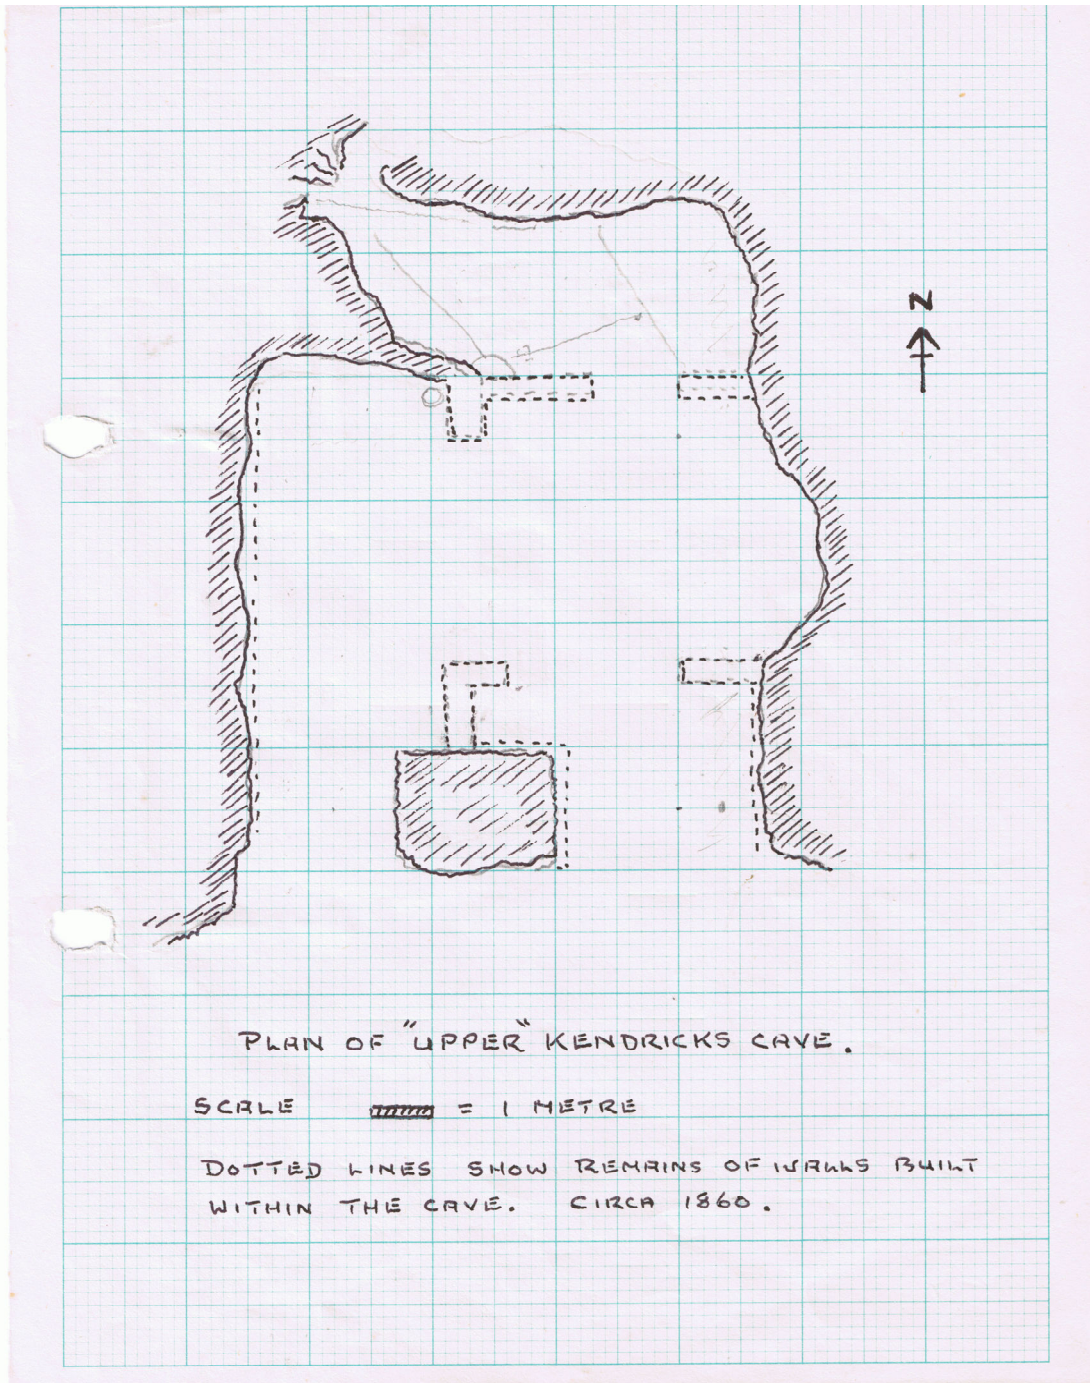 N
PLAN OF "UPPER" KENDRICKS CAVE.
SCALE = 1 METRE
DOTTED LINES SHOW REMAINS OF WALLS BUILT
WITHIN THE CAVE. CIRCA 1860.